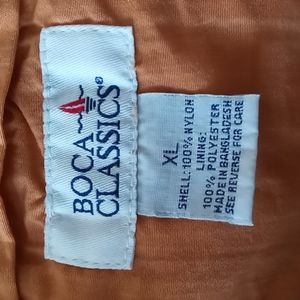 BOCA
CLASSICS®
XL
SHELL: 100% NYLON
LINING:
100% POLYESTER
MADE IN BANGLADESH
SEE REVERSE FOR CARE